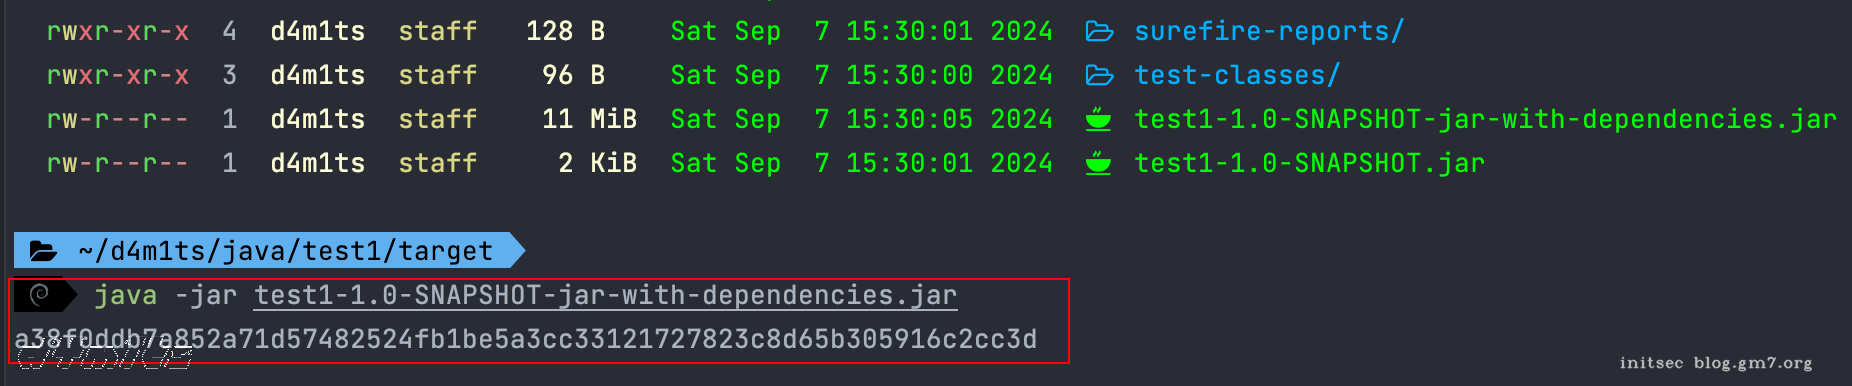 rwxr-xr-x 4 d4m1ts staff 128 B Sat Sep 7 15:30:01 2024 surefire-reports/
rwxr-xr-x 3 d4m1ts staff 96 B Sat Sep 7 15:30:00 2024 test-classes/
rw-r--r-- 1 d4m1ts staff 11 MiB Sat Sep 7 15:30:05 2024 test1-1.0-SNAPSHOT-jar-with-dependencies.jar
rw-r--r-- 1 d4m1ts staff 2 KiB Sat Sep 7 15:30:01 2024 test1-1.0-SNAPSHOT.jar
~/d4m1ts/java/test1/target
java -jar test1-1.0-SNAPSHOT-jar-with-dependencies.jar
a38f0ddb7a852a71d57482524fb1be5a3cc33121727823c8d65b305916c2cc3d
initsec blog.gm7.org